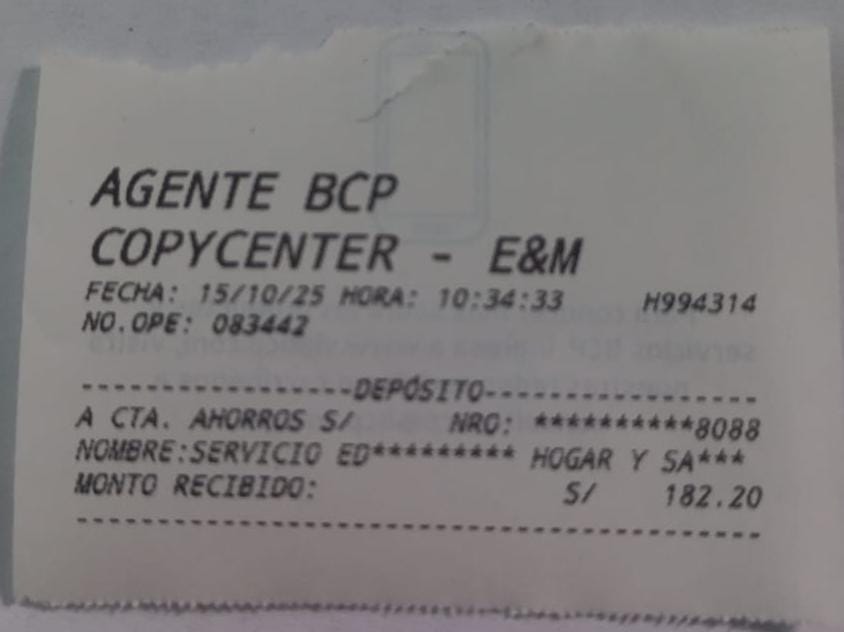 AGENTE BCP
COPYCENTER - E&M
FECHA: 15/10/25 HORA: 10:34:33 H994314
NO.OPE: 083442
----------------DEPÓSITO----------------
A CTA. AHORROS S/ NRO: **********8088
NOMBRE:SERVICIO ED********* HOGAR Y SA***
MONTO RECIBIDO: S/ 182.20
----------------------------------------